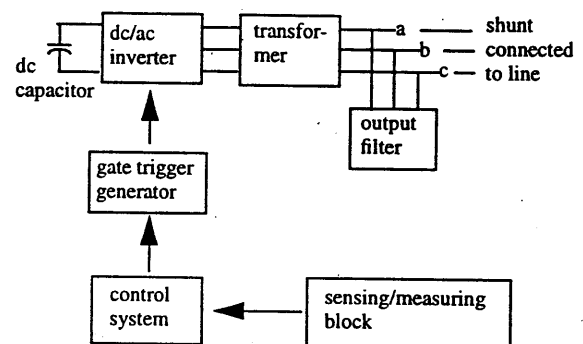 dc/ac
inverter
transfor-
mer
a
shunt
b
connected
c
to line
dc
capacitor
output
filter
gate trigger
generator
control
system
sensing/measuring
block